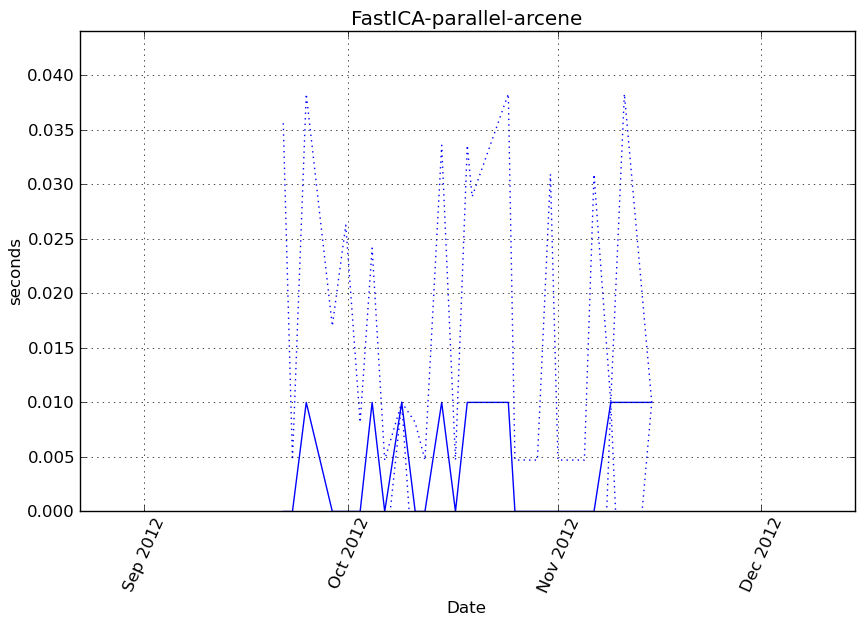 FastICA-parallel-arcene
0.040
0.035
0.030
0.025
0.020
0.015
0.010
0.005
0.000
seconds
Sep 2012
Oct 2012
Nov 2012
Dec 2012
Date